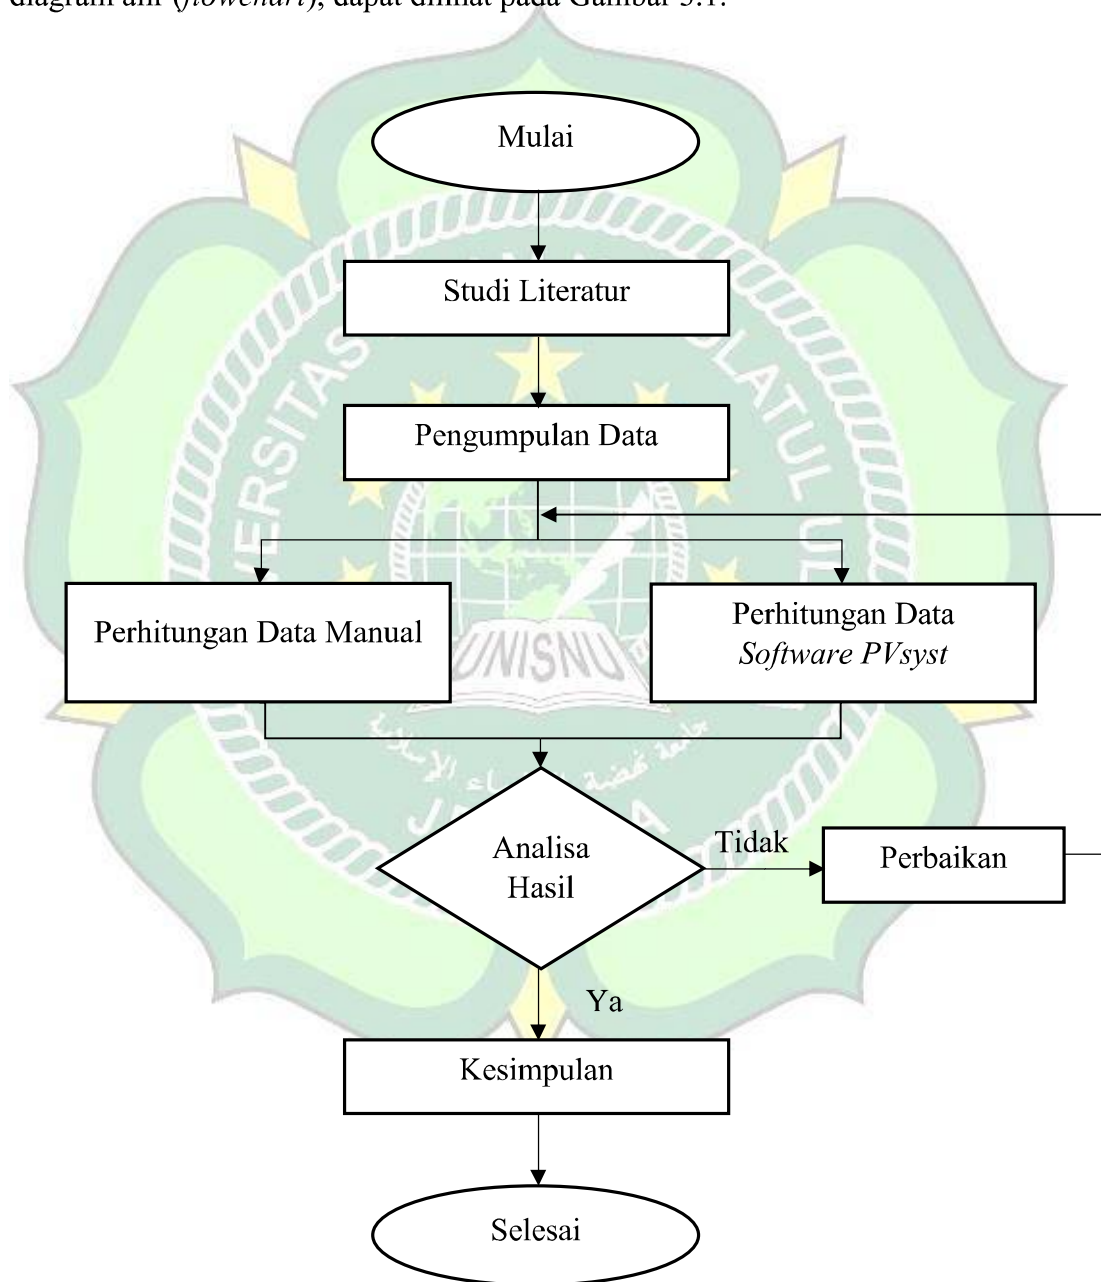 diagram alir (flowchart), dapat dilihat pada Gambar 3.1.
Mulai
Studi Literatur
Pengumpulan Data
Perhitungan Data Manual
Perhitungan Data
Software PVsyst
UNISNU
Analisa
Hasil
Tidak
Perbaikan
Ya
Kesimpulan
Selesai